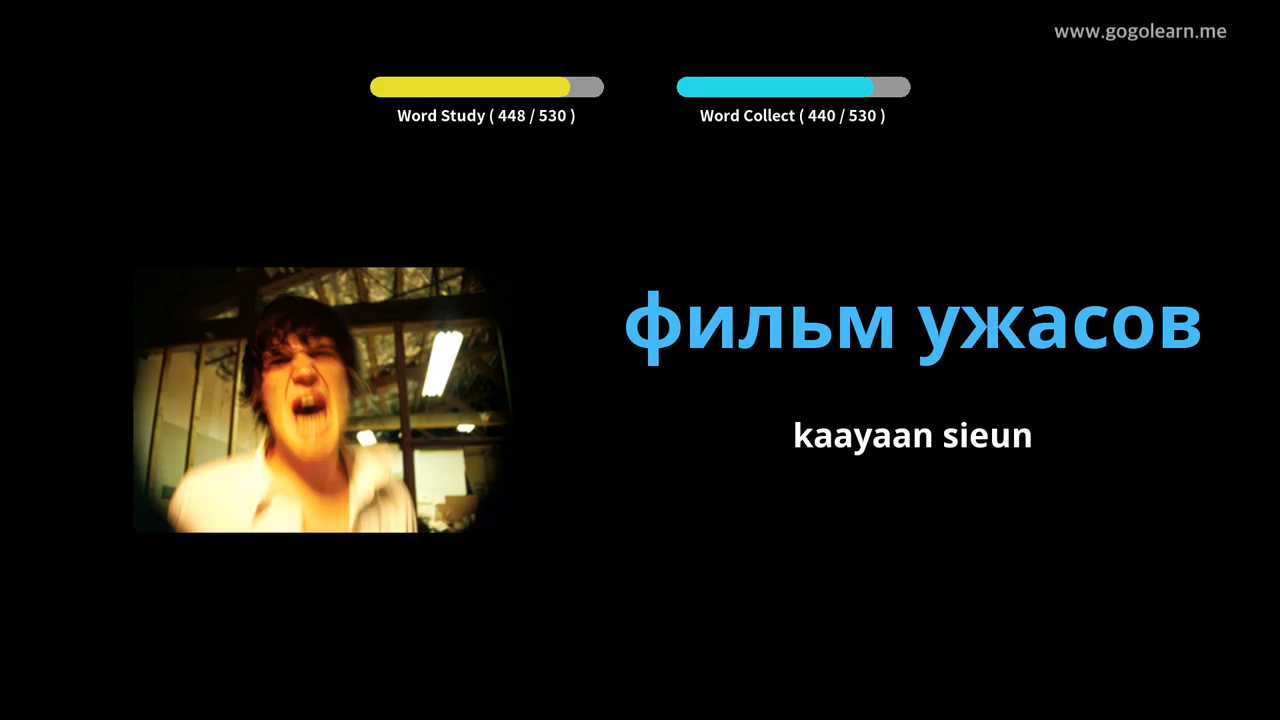 www.gogolearn.me
Word Study ( 448 / 530 )
Word Collect ( 440 / 530 )
фильм ужасов
kaayaan sieun